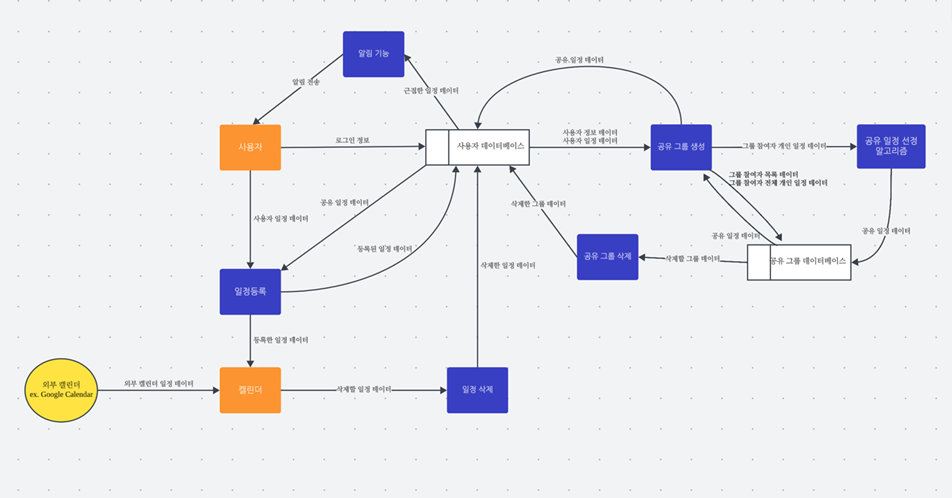 알림 기능
공유 일정 데이터
알림 전송
근접한 일정 데이터
사용자
로그인 정보
사용자 데이터베이스
사용자 정보 데이터
사용자 일정 데이터
공유 그룹 생성
그룹 참여자 개인 일정 데이터
공유 일정 선정
알고리즘
그룹 참여자 목록 데이터
그룹 참여자 전체 개인 일정 데이터
사용자 일정 데이터
공유 일정 데이터
삭제한 그룹 데이터
공유 일정 데이터
공유 일정 데이터
등록된 일정 데이터
공유 그룹 삭제
삭제할 그룹 데이터
공유 그룹 데이터베이스
삭제한 일정 데이터
일정등록
등록한 일정 데이터
외부 캘린더
ex. Google Calendar
외부 캘린더 일정 데이터
캘린더
삭제할 일정 데이터
일정 삭제